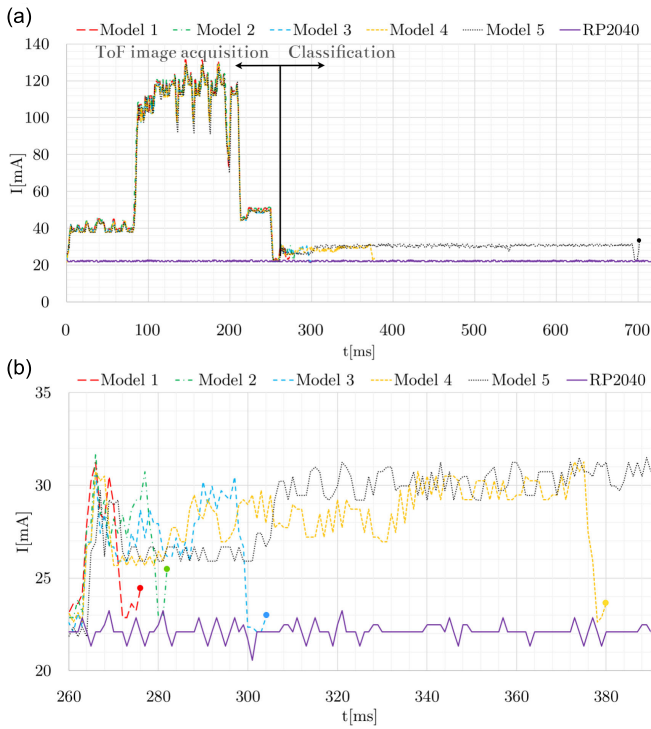 (a)
Model 1 Model 2 Model 3 Model 4 Model 5 RP2040
140
ToF image acquisition Classification
120
100
80
60
40
20
0
I[mA]
0 100 200 300 400 500 600 700
t[ms]
(b)
Model 1 Model 2 Model 3 Model 4 Model 5 RP2040
35
30
25
20
I[mA]
260 280 300 320 340 360 380
t[ms]